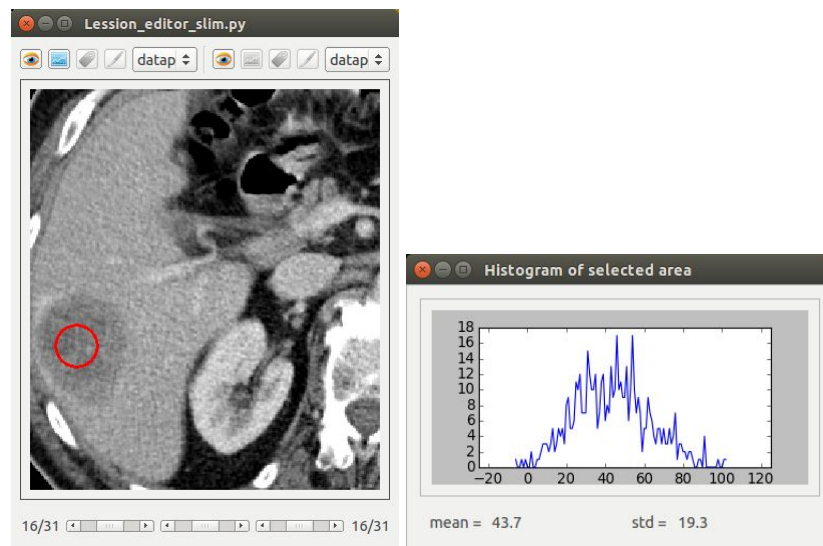 Lession_editor_slim.py
datap
datap
16/31
16/31
Histogram of selected area
18
16
14
12
10
8
6
4
2
0
−20 0 20 40 60 80 100 120
mean = 43.7 std = 19.3